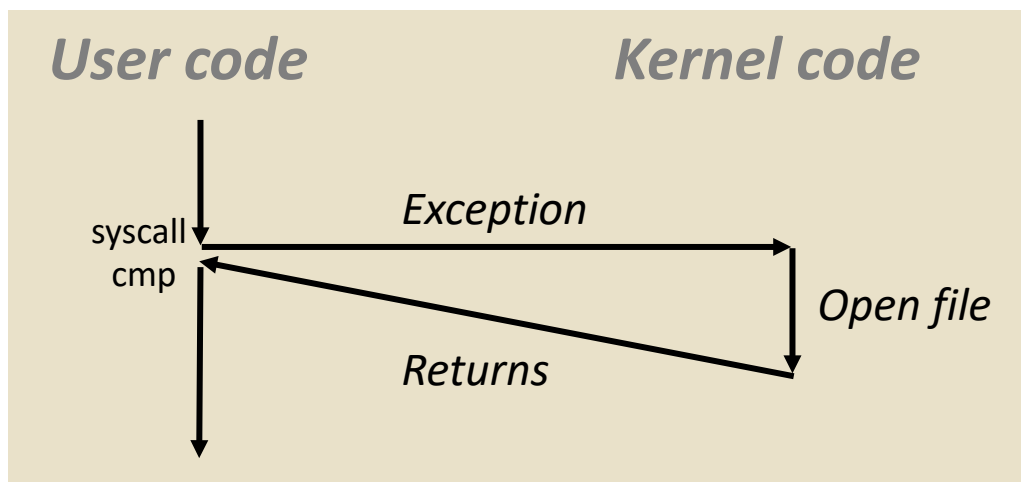 User code
Kernel code
Exception
syscall
cmp
Open file
Returns